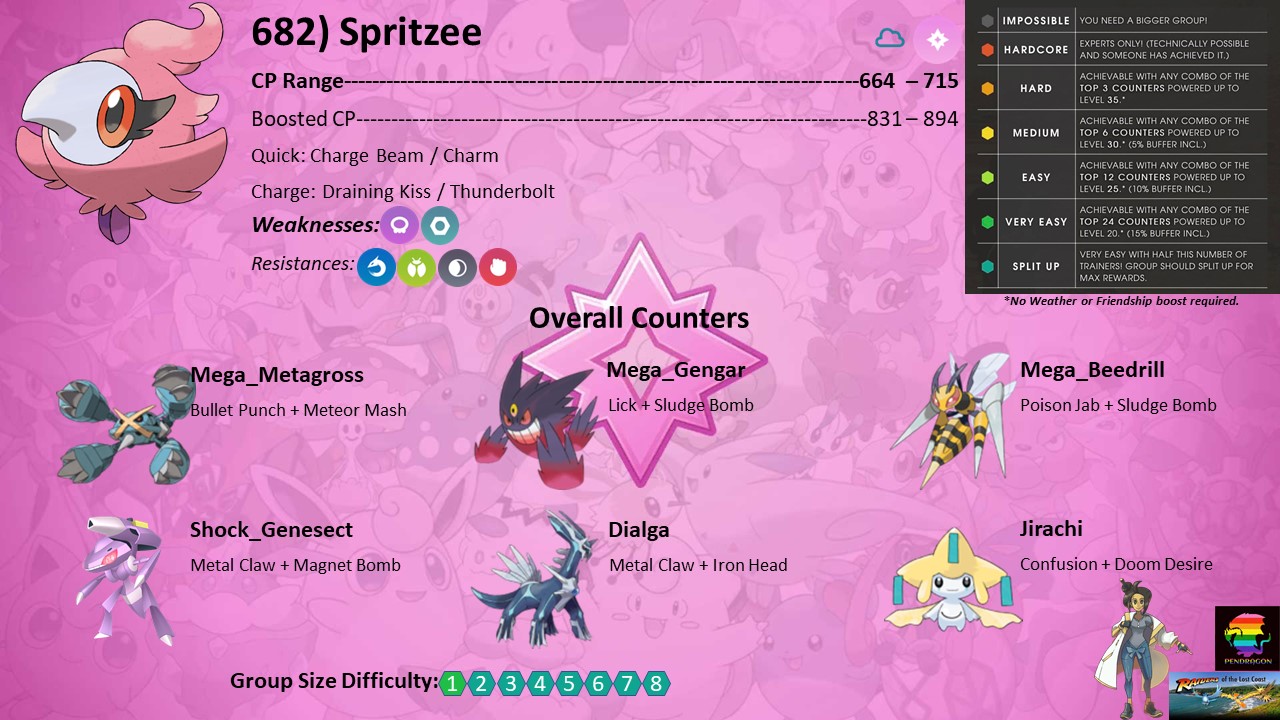 682) Spritzee
CP Range------------------------------------------------------------------------------------664 – 715
Boosted CP------------------------------------------------------------------------------------831 – 894
Quick: Charge Beam / Charm
Charge: Draining Kiss / Thunderbolt
Weaknesses:
Resistances:
IMPOSSIBLE YOU NEED A BIGGER GROUP!
HARDCORE EXPERTS ONLY! (TECHNICALLY POSSIBLE
AND SOMEONE HAS ACHIEVED IT.)
HARD ACHIEVABLE WITH ANY COMBO OF THE
TOP 3 COUNTERS POWERED UP TO
LEVEL 35.*
MEDIUM ACHIEVABLE WITH ANY COMBO OF THE
TOP 6 COUNTERS POWERED UP TO
LEVEL 30.* (5% BUFFER INCL.)
EASY ACHIEVABLE WITH ANY COMBO OF THE
TOP 12 COUNTERS POWERED UP TO
LEVEL 25.* (10% BUFFER INCL.)
VERY EASY ACHIEVABLE WITH ANY COMBO OF THE
TOP 24 COUNTERS POWERED UP TO
LEVEL 20.* (15% BUFFER INCL.)
SPLIT UP VERY EASY WITH HALF THIS NUMBER OF
TRAINERS! GROUP SHOULD SPLIT UP FOR
MAX REWARDS.
*No Weather or Friendship boost required.
Overall Counters
Mega_Metagross
Bullet Punch + Meteor Mash
Mega_Gengar
Lick + Sludge Bomb
Mega_Beedrill
Poison Jab + Sludge Bomb
Shock_Genesect
Metal Claw + Magnet Bomb
Dialga
Metal Claw + Iron Head
Jirachi
Confusion + Doom Desire
Group Size Difficulty: 1 2 3 4 5 6 7 8
PENDRAGON
RAIDERS of the Lost Coast